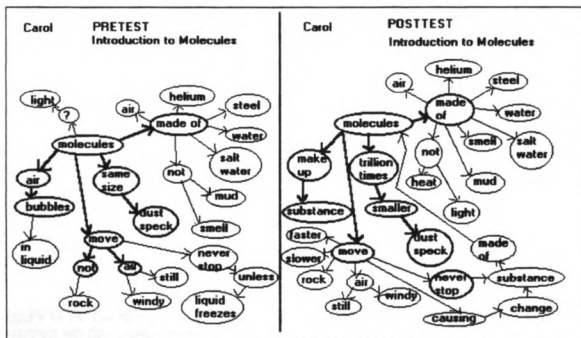 Carol PRETEST
Introduction to Molecules
light
?
air
helium
steel
made of
water
molecules
salt
water
air
same
size
not
bubbles
mud
dust
speck
smell
in
liquid
move
never
stop
not
air
still
unless
rock
windy
liquid
freezes
Carol POSTTEST
Introduction to Molecules
helium
air
steel
made
of
molecules
water
smell
salt
water
make
up
trillion
times
not
heat
mud
light
substance
smaller
faster
dust
speck
made
of
move
slower
rock
air
never
stop
substance
still
windy
change
causing